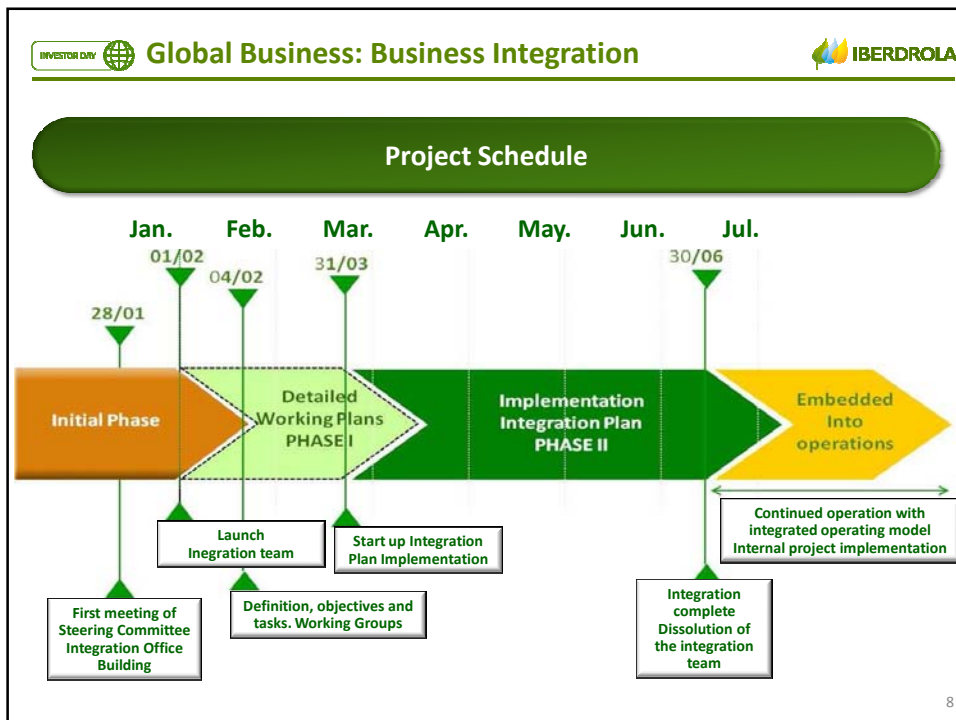 INVESTOR DAY
Global Business: Business Integration
IBERDROLA
Project Schedule
Jan. Feb. Mar. Apr. May. Jun. Jul.
01/02
04/02
31/03
30/06
28/01
Initial Phase
Detailed
Working Plans
PHASE I
Implementation
Integration Plan
PHASE II
Embedded
Into
operations
Launch
Inegration team
Start up Integration
Plan Implementation
Continued operation with
integrated operating model
Internal project implementation
First meeting of
Steering Committee
Integration Office
Building
Definition, objectives and
tasks. Working Groups
Integration
complete
Dissolution of
the integration
team
8